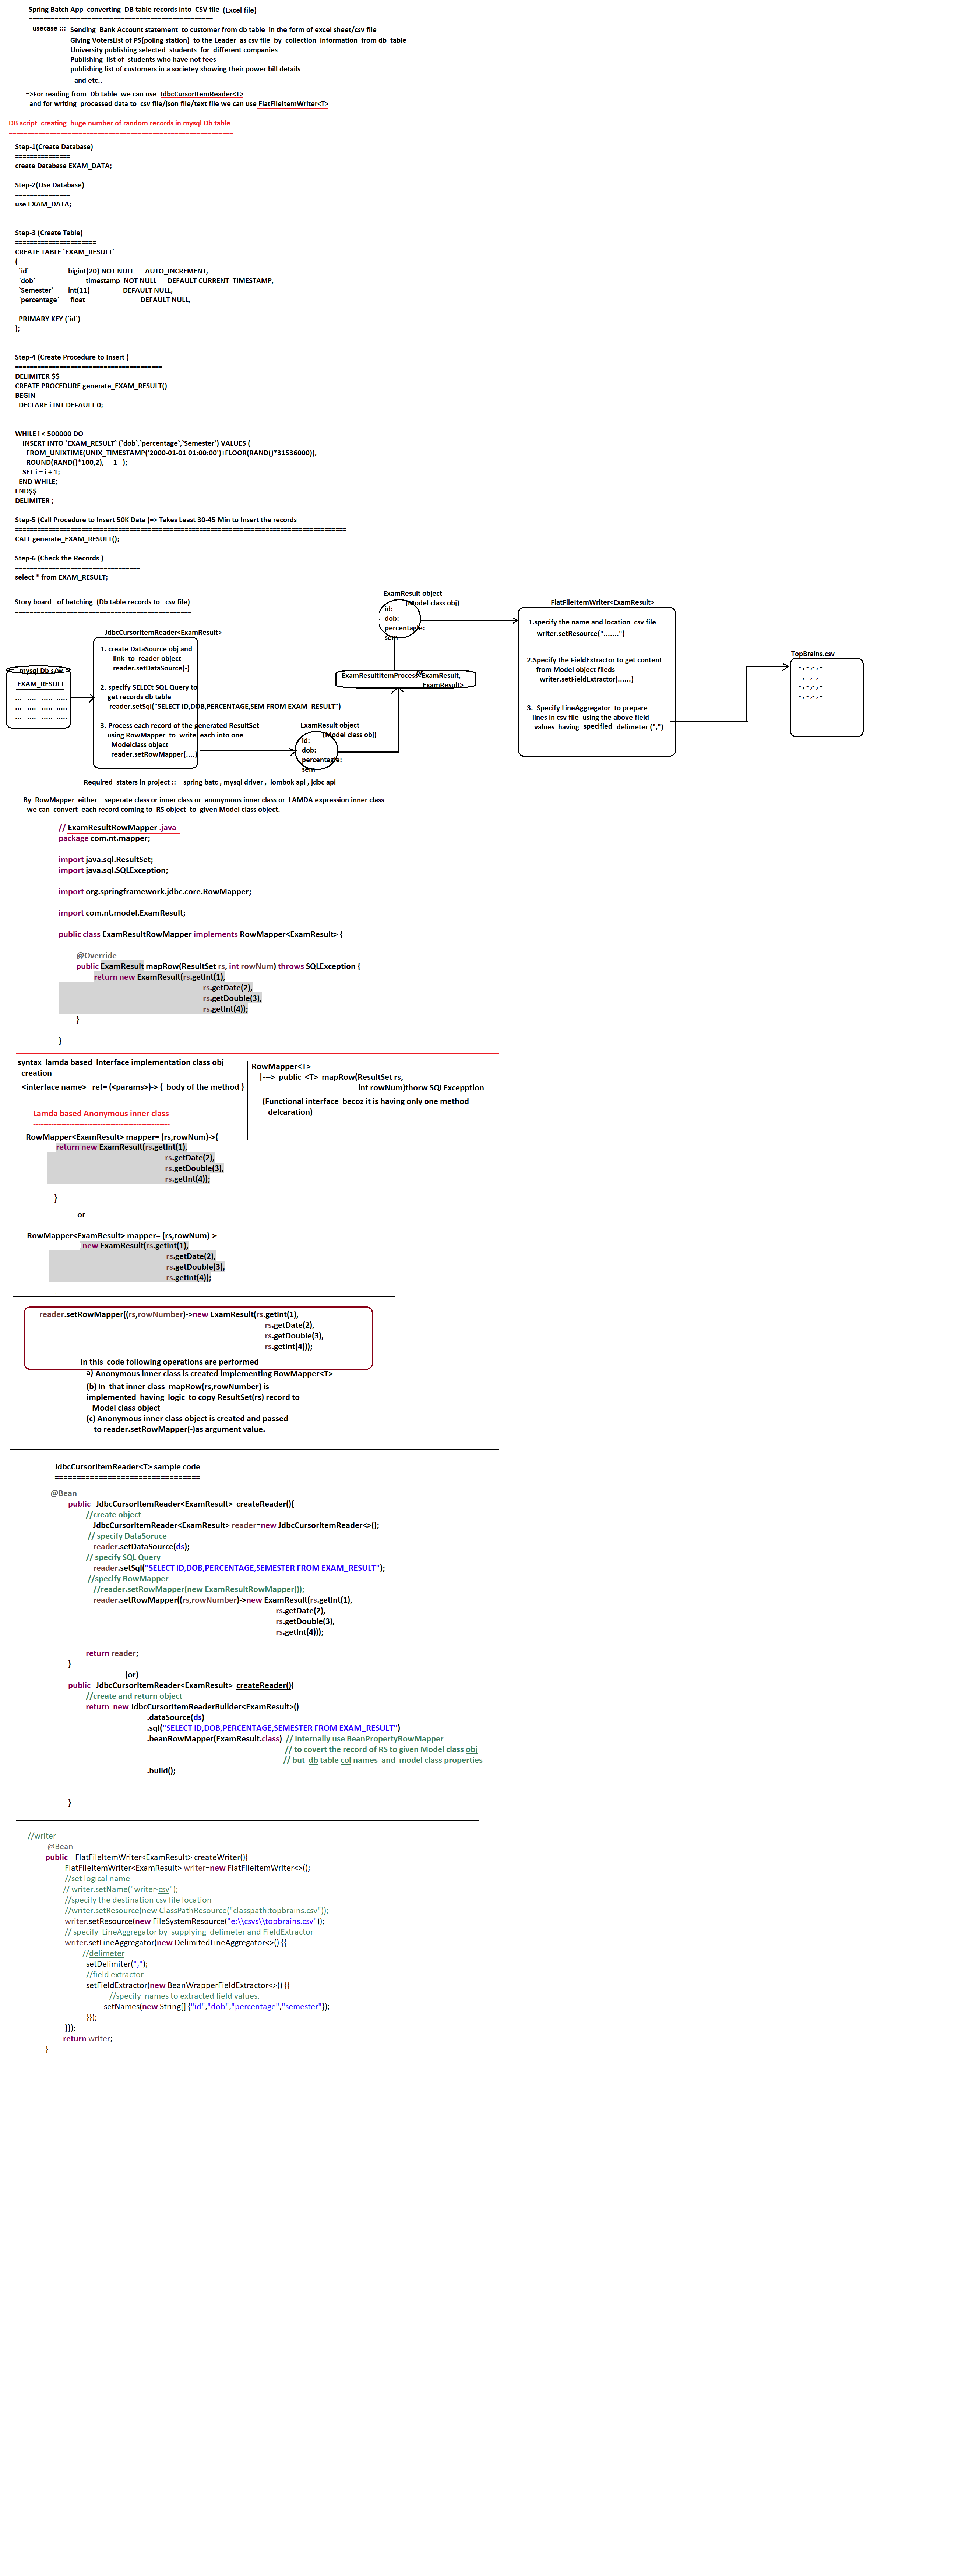 Spring Batch App  converting  DB table records into  CSV file  (Excel file)
==================================================
usecase :::  Sending  Bank Account statement  to customer from db table  in the form of excel sheet/csv file
Giving VotersList of PS(poling station)  to the Leader  as csv file  by  collection  information  from db  table
University publishing selected  students  for  different companies
Publishing  list of  students who have not fees
publishing list of customers in a societey showing their power bill details
and etc..
=>For reading from  Db table  we can use  JdbcCursorItemReader<T>
and for writing  processed data to  csv file/json file/text file we can use FlatFileItemWriter<T>
DB script  creating  huge number of random records in mysql Db table
=============================================================
Step-1(Create Database)
===============
create Database EXAM_DATA;
Step-2(Use Database)
===============
use EXAM_DATA;
Step-3 (Create Table)
======================
CREATE TABLE `EXAM_RESULT`
(
`id`    bigint(20) NOT NULL    AUTO_INCREMENT,
`dob`    timestamp  NOT NULL    DEFAULT CURRENT_TIMESTAMP,
`Semester`    int(11)    DEFAULT NULL,
`percentage`    float    DEFAULT NULL,
PRIMARY KEY (`id`)
);
Step-4 (Create Procedure to Insert )
========================================
DELIMITER $$
CREATE PROCEDURE generate_EXAM_RESULT()
BEGIN
DECLARE i INT DEFAULT 0;
WHILE i < 500000 DO
INSERT INTO `EXAM_RESULT` (`dob`,`percentage`,`Semester`) VALUES (
FROM_UNIXTIME(UNIX_TIMESTAMP('2000-01-01 01:00:00')+FLOOR(RAND()*31536000)),
ROUND(RAND()*100,2),    1   );
SET i = i + 1;
END WHILE;
END$$
DELIMITER ;
Step-5 (Call Procedure to Insert 50K Data )=> Takes Least 30-45 Min to Insert the records
==========================================================================================
CALL generate_EXAM_RESULT();
Step-6 (Check the Records )
==================================
select * from EXAM_RESULT;
Story board   of batching  (Db table records to   csv file)
================================================
mysql Db s/w
EXAM_RESULT
...   ....   .....  .....
...   ....   .....  .....
...   ....   .....  .....
JdbcCursorItemReader<ExamResult>
1. create DataSource obj and
link  to  reader object
reader.setDataSource(-)
2. specify SELECt SQL Query to
get records db table
reader.setSql("SELECT ID,DOB,PERCENTAGE,SEM FROM EXAM_RESULT")
3. Process each record of the generated ResultSet
using RowMapper  to  write  each into one
Modelclass object
reader.setRowMapper(....)
ExamResult object
(Model class obj)
id:
dob:
percentagle:
sem
ExamResultItemProcess<ExamResult,
ExamResult>
ExamResult object
(Model class obj)
id:
dob:
percentagle:
sem
FlatFileItemWriter<ExamResult>
1.specify the name and location  csv file
writer.setResource(".......")
2.Specify the FieldExtractor to get content
from Model object fileds
writer.setFieldExtractor(......)
3.  Specify LineAggregator  to prepare
lines in csv file  using the above field
values  having  specified  delimeter (",")
TopBrains.csv
- , - ,- , -
- , - ,- , -
- , - ,- , -
- , - ,- , -
Required  staters in project ::    spring batc , mysql driver  ,  lombok api , jdbc api
By  RowMapper  either    seperate class or inner class or  anonymous inner class or  LAMDA expression inner class
we can  convert  each record coming to  RS object  to  given Model class object.
// ExamResultRowMapper .java
package com.nt.mapper;
import java.sql.ResultSet;
import java.sql.SQLException;
import org.springframework.jdbc.core.RowMapper;
import com.nt.model.ExamResult;
public class ExamResultRowMapper implements RowMapper<ExamResult> {
@Override
public ExamResult mapRow(ResultSet rs, int rowNum) throws SQLException {
return new ExamResult(rs.getInt(1),
rs.getDate(2),
rs.getDouble(3),
rs.getInt(4));
}
}
syntax  lamda based  Interface implementation class obj
creation
<interface name>   ref= (<params>)-> {  body of the method }
RowMapper<T>
|--->  public  <T>  mapRow(ResultSet rs,
int rowNum)thorw SQLExcepption
(Functional interface  becoz it is having only one method
delcaration)
Lamda based Anonymous inner class
------------------------------------------------------
RowMapper<ExamResult> mapper= (rs,rowNum)->{
return new ExamResult(rs.getInt(1),
rs.getDate(2),
rs.getDouble(3),
rs.getInt(4));
}
or
RowMapper<ExamResult> mapper= (rs,rowNum)->
new ExamResult(rs.getInt(1),
rs.getDate(2),
rs.getDouble(3),
rs.getInt(4));
reader.setRowMapper((rs,rowNumber)->new ExamResult(rs.getInt(1),
rs.getDate(2),
rs.getDouble(3),
rs.getInt(4)));
In this  code following operations are performed
a) Anonymous inner class is created implementing RowMapper<T>
(b) In  that inner class  mapRow(rs,rowNumber) is
implemented  having  logic  to copy ResultSet(rs) record to
Model class object
(c) Anonymous inner class object is created and passed
to reader.setRowMapper(-)as argument value.
JdbcCursorItemReader<T> sample code
==================================
@Bean
public   JdbcCursorItemReader<ExamResult>  createReader(){
//create object
JdbcCursorItemReader<ExamResult> reader=new JdbcCursorItemReader<>();
// specify DataSoruce
reader.setDataSource(ds);
// specify SQL Query
reader.setSql("SELECT ID,DOB,PERCENTAGE,SEMESTER FROM EXAM_RESULT");
//specify RowMapper
//reader.setRowMapper(new ExamResultRowMapper());
reader.setRowMapper((rs,rowNumber)->new ExamResult(rs.getInt(1),
rs.getDate(2),
rs.getDouble(3),
rs.getInt(4)));
return reader;
}
(or)
public   JdbcCursorItemReader<ExamResult>  createReader(){
//create and return object
return  new JdbcCursorItemReaderBuilder<ExamResult>()
.dataSource(ds)
.sql("SELECT ID,DOB,PERCENTAGE,SEMESTER FROM EXAM_RESULT")
.beanRowMapper(ExamResult.class)  // Internally use BeanPropertyRowMapper
// to covert the record of RS to given Model class obj
// but  db table col names  and  model class properties
.build();
}
//writer
@Bean
public    FlatFileItemWriter<ExamResult> createWriter(){
FlatFileItemWriter<ExamResult> writer=new FlatFileItemWriter<>();
//set logical name
// writer.setName("writer-csv");
//specify the destination csv file location
//writer.setResource(new ClassPathResource("classpath:topbrains.csv"));
writer.setResource(new FileSystemResource("e:\\csvs\\topbrains.csv"));
// specify  LineAggregator by  supplying  delimeter and FieldExtractor
writer.setLineAggregator(new DelimitedLineAggregator<>() {{
//delimeter
setDelimiter(",");
//field extractor
setFieldExtractor(new BeanWrapperFieldExtractor<>() {{
//specify  names to extracted field values.
setNames(new String[] {"id","dob","percentage","semester"});
}});
}});
return writer;
}